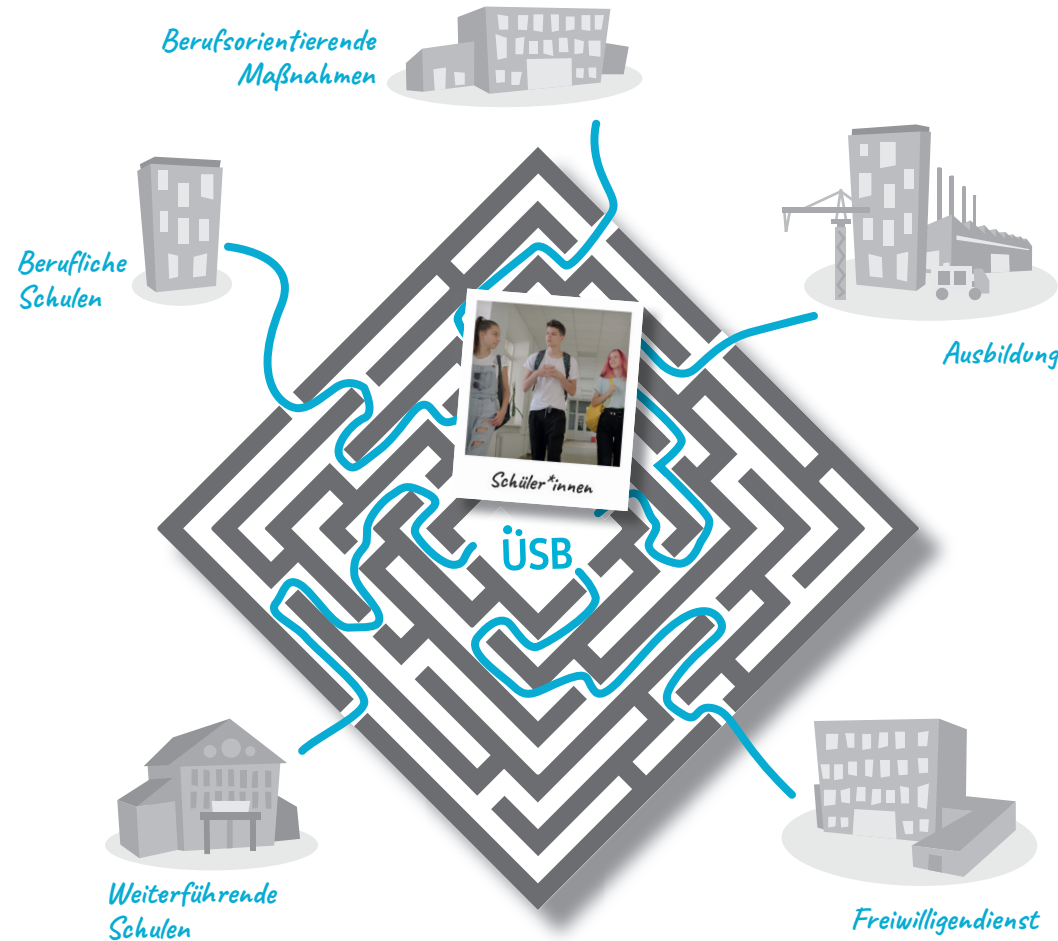 Berufsorientierende
Maßnahmen
Berufliche
Schulen
Ausbildung
Schüler*innen
ÜSB
Weiterführende
Schulen
Freiwilligendienst